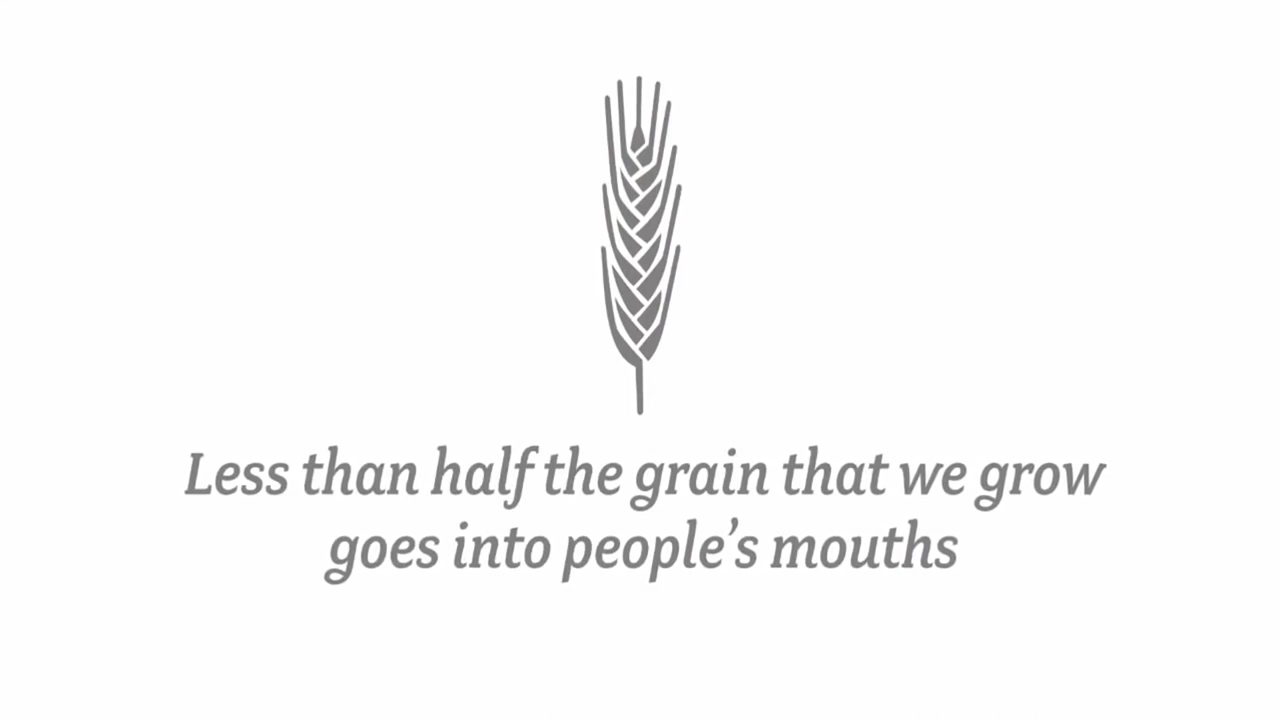 Less than half the grain that we grow
goes into people’s mouths